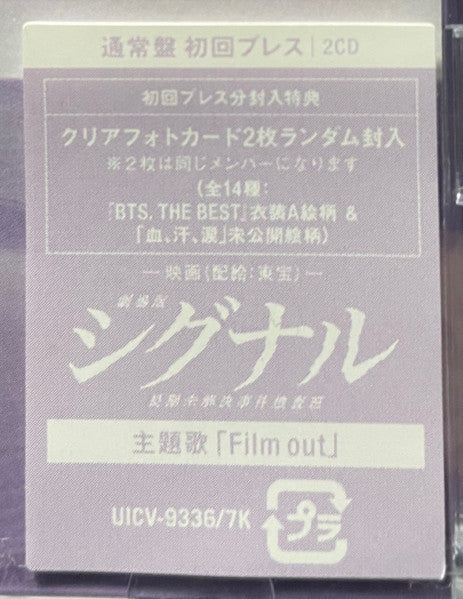 通常盤 初回プレス | 2CD
初回プレス分封入特典
クリアフォトカード2枚ランダム封入
※2枚は同じメンバーになります
(全14種:
『BTS, THE BEST』衣装A絵柄 &
「血、汗、涙」未公開絵柄)
― 映画(配給:東宝) ―
劇場版
シグナル
長期未解決事件捜査班
主題歌「Film out」
UICV-9336/7K
プラ